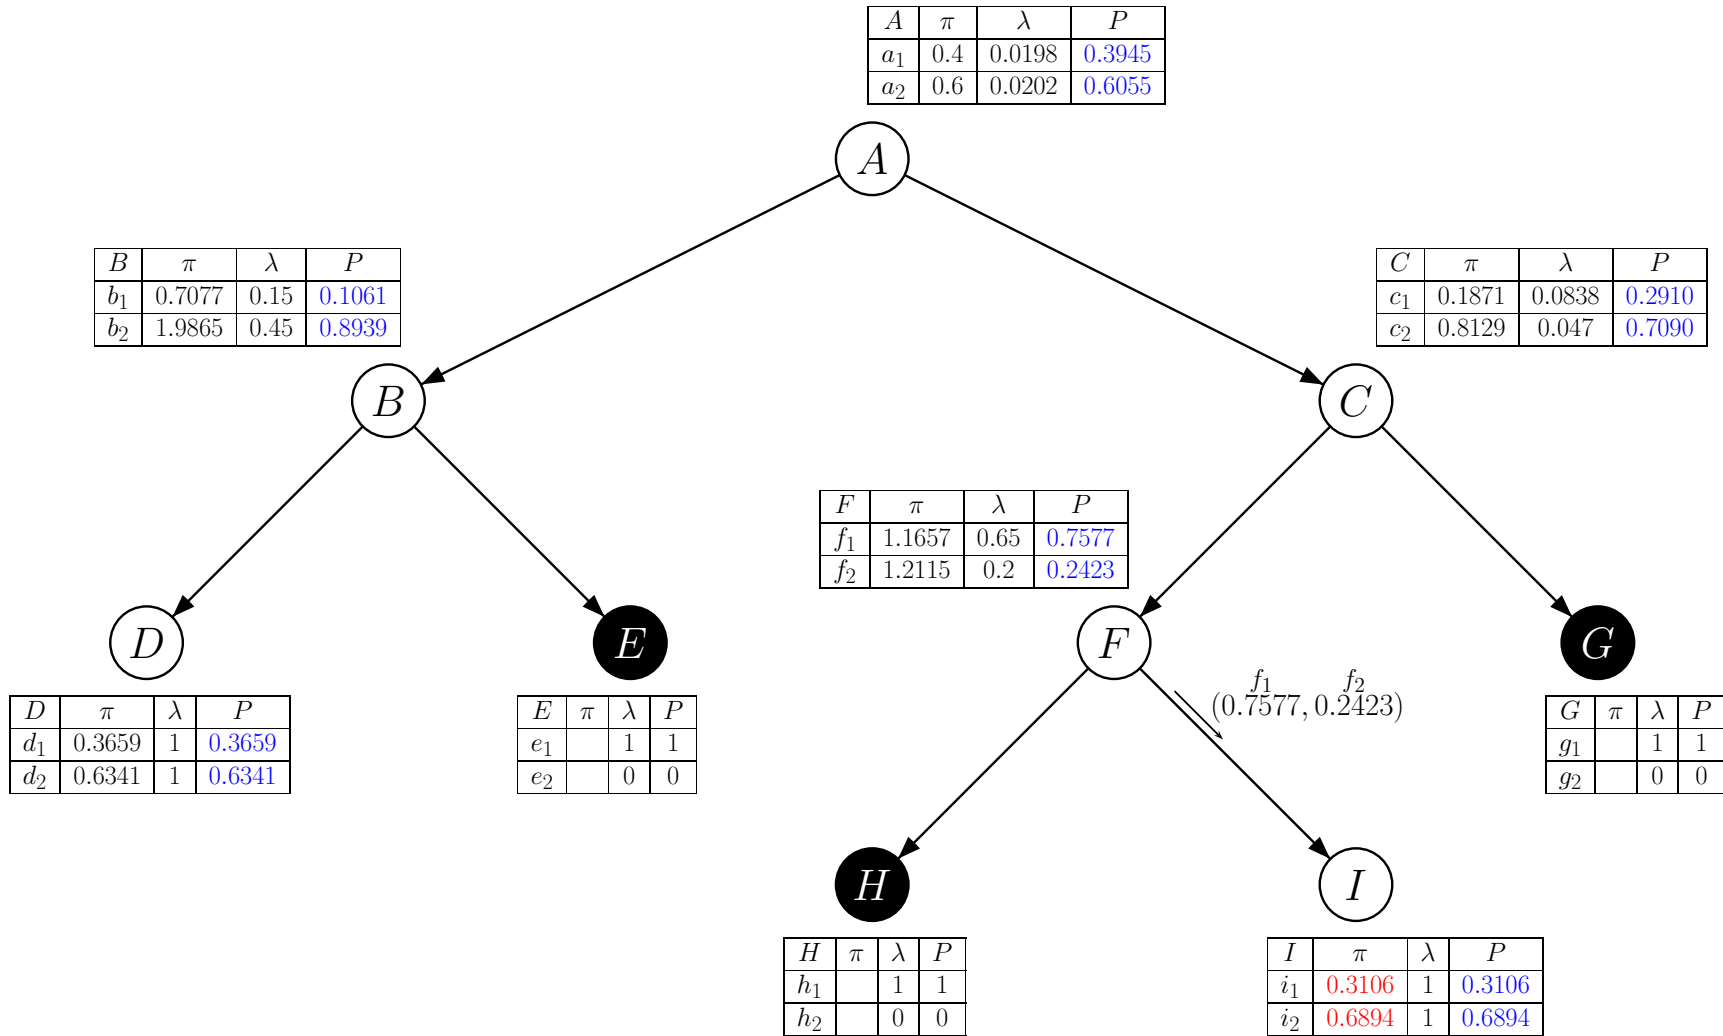 A π λ P
a₁ 0.4 0.0198 0.3945
a₂ 0.6 0.0202 0.6055
A
B π λ P
b₁ 0.7077 0.15 0.1061
b₂ 1.9865 0.45 0.8939
C π λ P
c₁ 0.1871 0.0838 0.2910
c₂ 0.8129 0.047 0.7090
B
C
F π λ P
f₁ 1.1657 0.65 0.7577
f₂ 1.2115 0.2 0.2423
D
E
F
G
f₁ f₂
(0.7577, 0.2423)
D π λ P
d₁ 0.3659 1 0.3659
d₂ 0.6341 1 0.6341
E π λ P
e₁ 1 1
e₂ 0 0
G π λ P
g₁ 1 1
g₂ 0 0
H
I
H π λ P
h₁ 1 1
h₂ 0 0
I π λ P
i₁ 0.3106 1 0.3106
i₂ 0.6894 1 0.6894